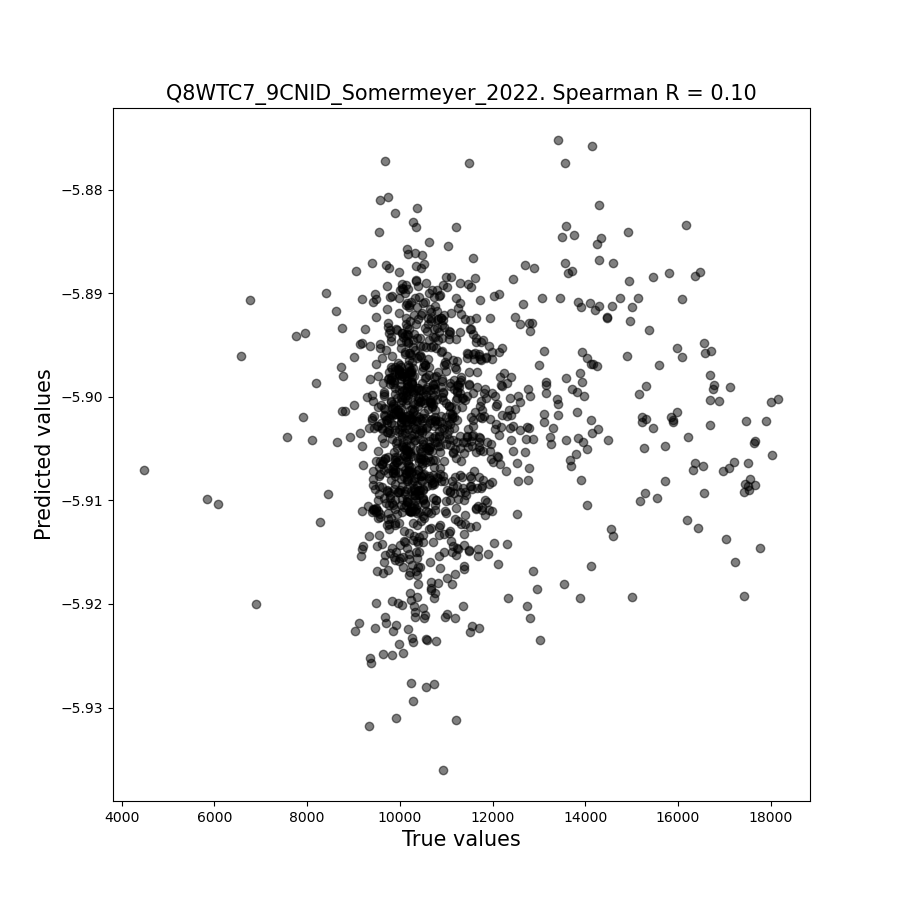 Q8WTC7_9CNID_Somermeyer_2022. Spearman R = 0.10
−5.88
−5.89
−5.90
−5.91
−5.92
−5.93
Predicted values
4000 6000 8000 10000 12000 14000 16000 18000
True values